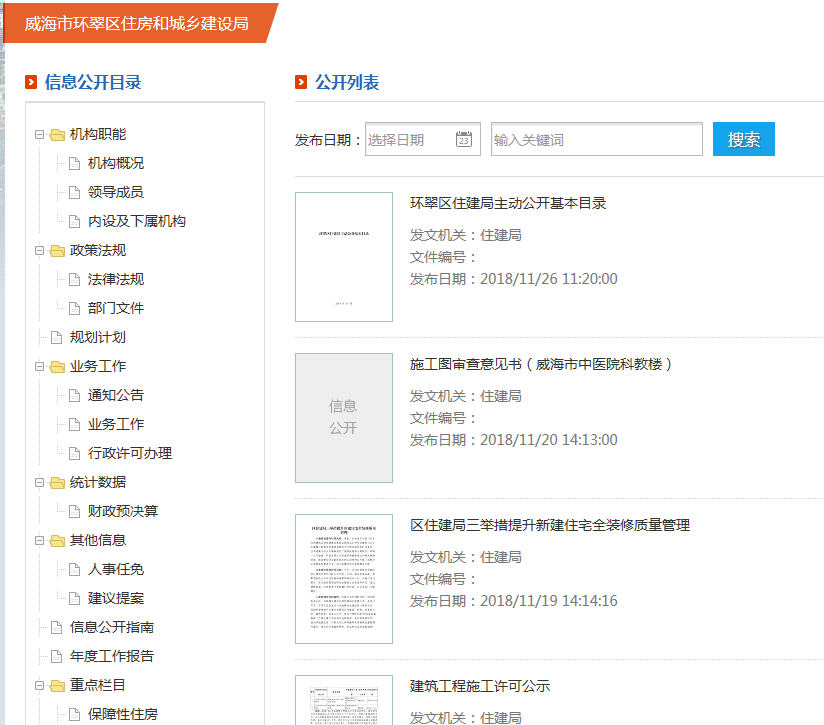 威海市环翠区住房和城乡建设局
信息公开目录
机构职能
机构概况
领导成员
内设及下属机构
政策法规
法律法规
部门文件
规划计划
业务工作
通知公告
业务工作
行政许可办理
统计数据
财政预决算
其他信息
人事任免
建议提案
信息公开指南
年度工作报告
重点栏目
保障性住房
公开列表
发布日期：选择日期 23 输入关键词 搜索
环翠区住建局主动公开基本目录
发文机关：住建局
文件编号：
发布日期：2018/11/26 11:20:00
信息
公开
施工图审查意见书（威海市中医院科教楼）
发文机关：住建局
文件编号：
发布日期：2018/11/20 14:13:00
区住建局三举措提升新建住宅全装修质量管理
发文机关：住建局
文件编号：
发布日期：2018/11/19 14:14:16
建筑工程施工许可公示
发文机关：住建局